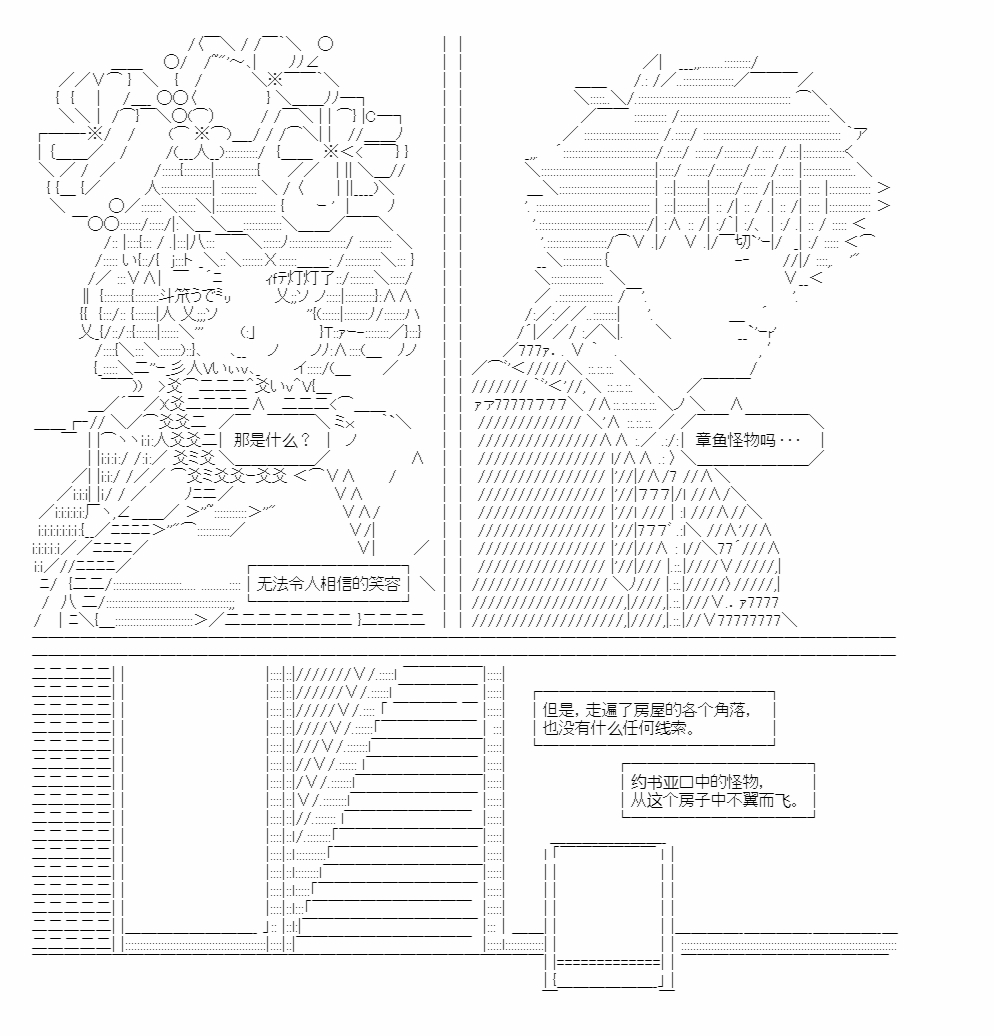 那是什么？
章鱼怪物吗···
无法令人相信的笑容
但是，走遍了房屋的各个角落，
也没有什么任何线索。
约书亚口中的怪物，
从这个房子中不翼而飞。